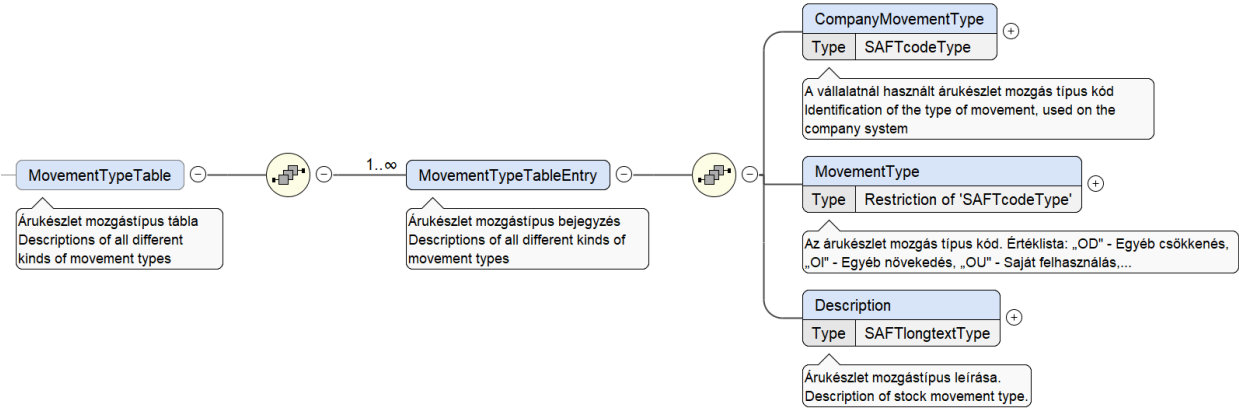 CompanyMovementType
Type SAFTcodeType
A vállalatnál használt árukészlet mozgás típus kód
Identification of the type of movement, used on the
company system
1..∞
MovementTypeTable
MovementTypeTableEntry
MovementType
Type Restriction of 'SAFTcodeType'
Árukészlet mozgástípus tábla
Descriptions of all different
kinds of movement types
Árukészlet mozgástípus bejegyzés
Descriptions of all different kinds of
movement types
Az árukészlet mozgás típus kód. Értéklista: „OD" - Egyéb csökkenés,
„OI" - Egyéb növekedés, „OU" - Saját felhasználás,...
Description
Type SAFTlongtextType
Árukészlet mozgástípus leírása.
Description of stock movement type.